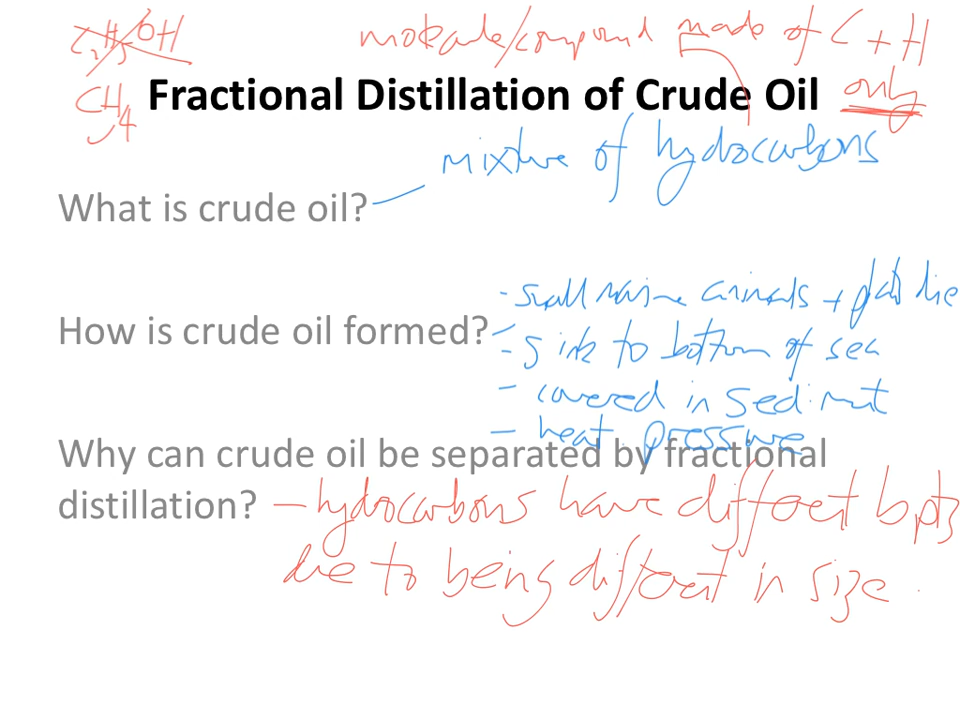 C₂H₅OH
molecule/compound made of C + H
CH₄
Fractional Distillation of Crude Oil only
mixture of hydrocarbons
What is crude oil?
- small marine animals + plants die
How is crude oil formed?
- sink to bottom of sea
- covered in sediment
- heat pressure
Why can crude oil be separated by fractional
distillation? - hydrocarbons have different b pts
due to being different in size